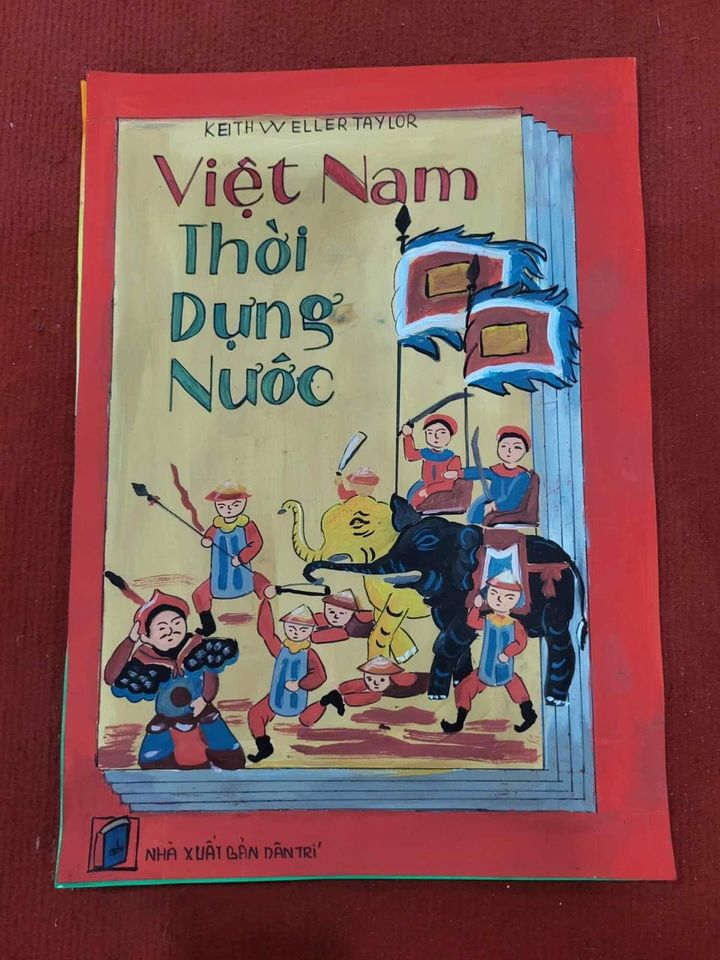 KEITH WELLER TAYLOR
Việt Nam
Thời
Dựng
Nước
NHÀ XUẤT BẢN DÂN TRÍ